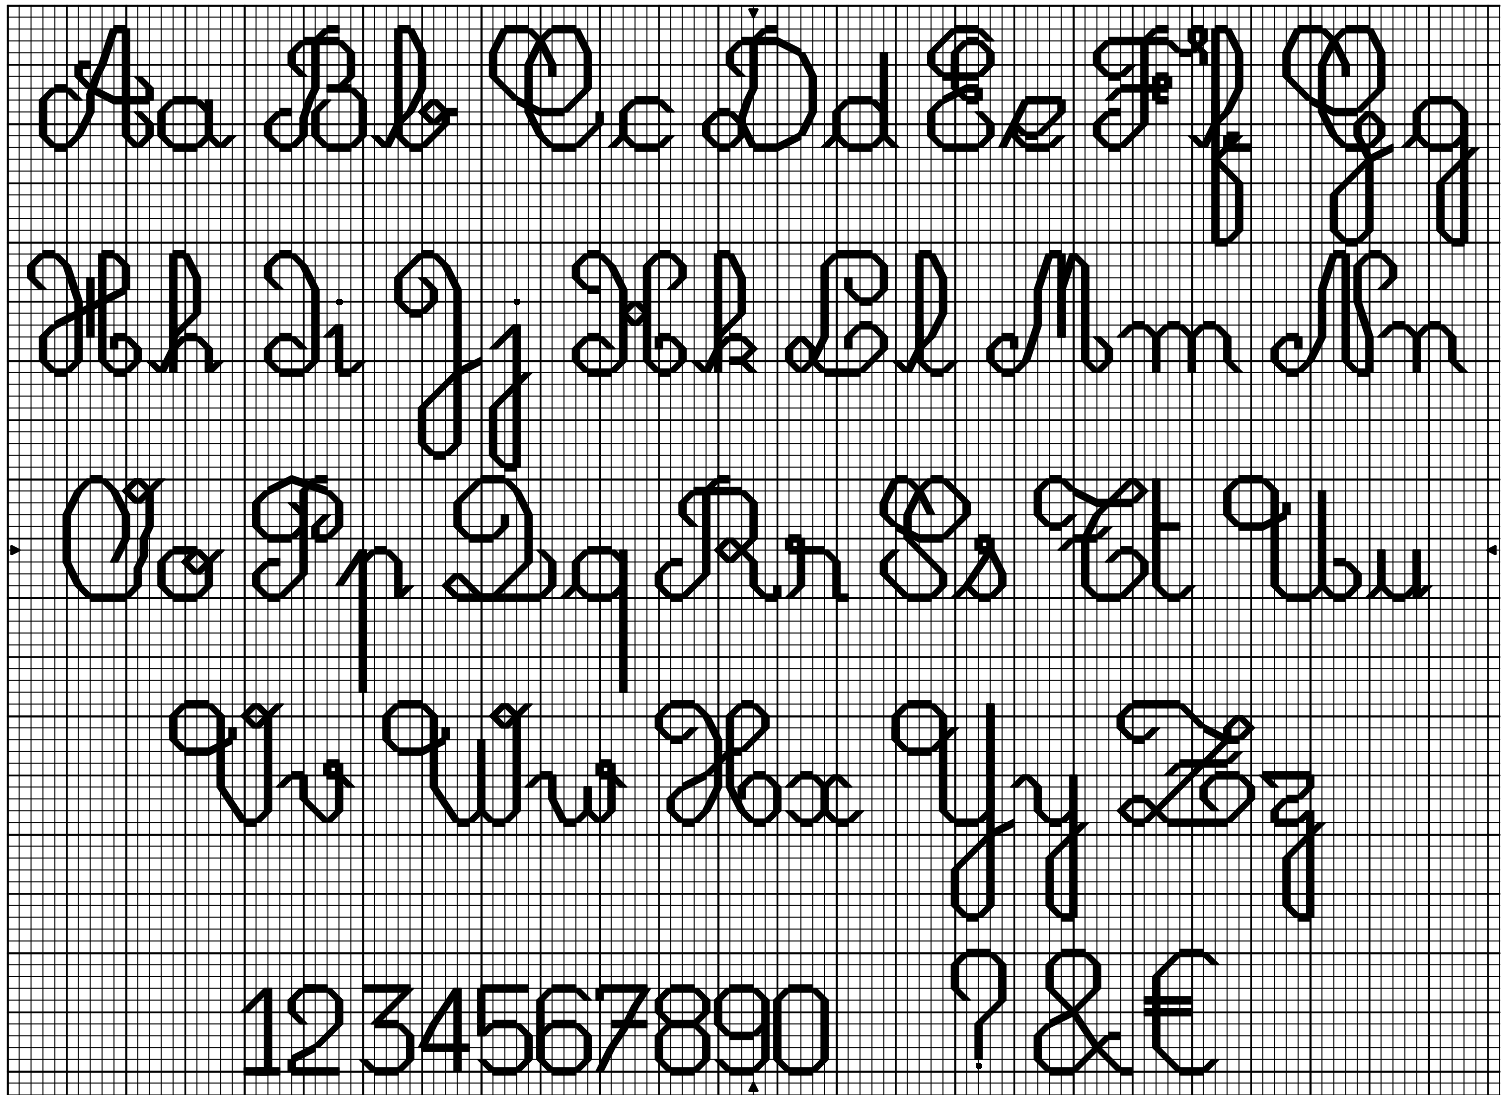 Aa Bb Cc Dd Ee Ff Gg
Hh Ii Jj Kk Ll Mm Nn
Oo Pp Qq Rr Ss Tt Uu
Vv Ww Xx Yy Zz
1234567890 ? & €